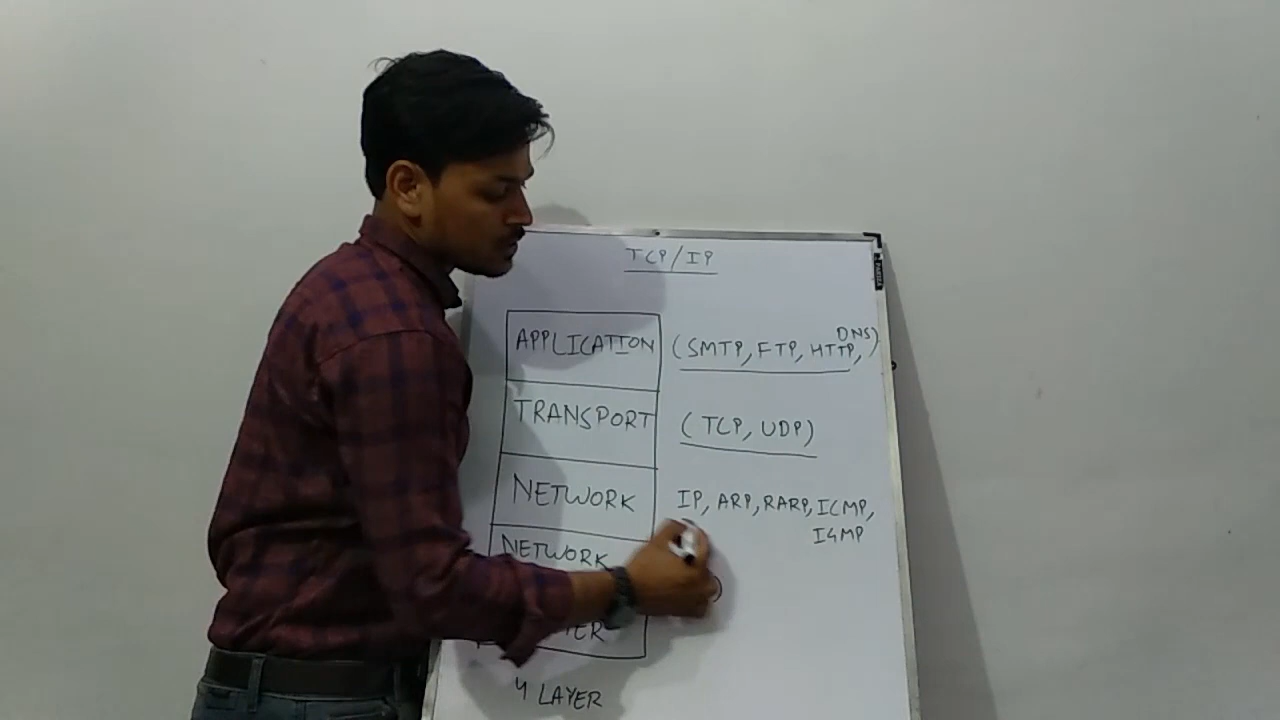 TCP/IP
APPLICATION (SMTP, FTP, HTTP, DNS)
TRANSPORT (TCP, UDP)
NETWORK IP, ARP, RARP, ICMP,
IGMP
NETWORK
4 LAYER